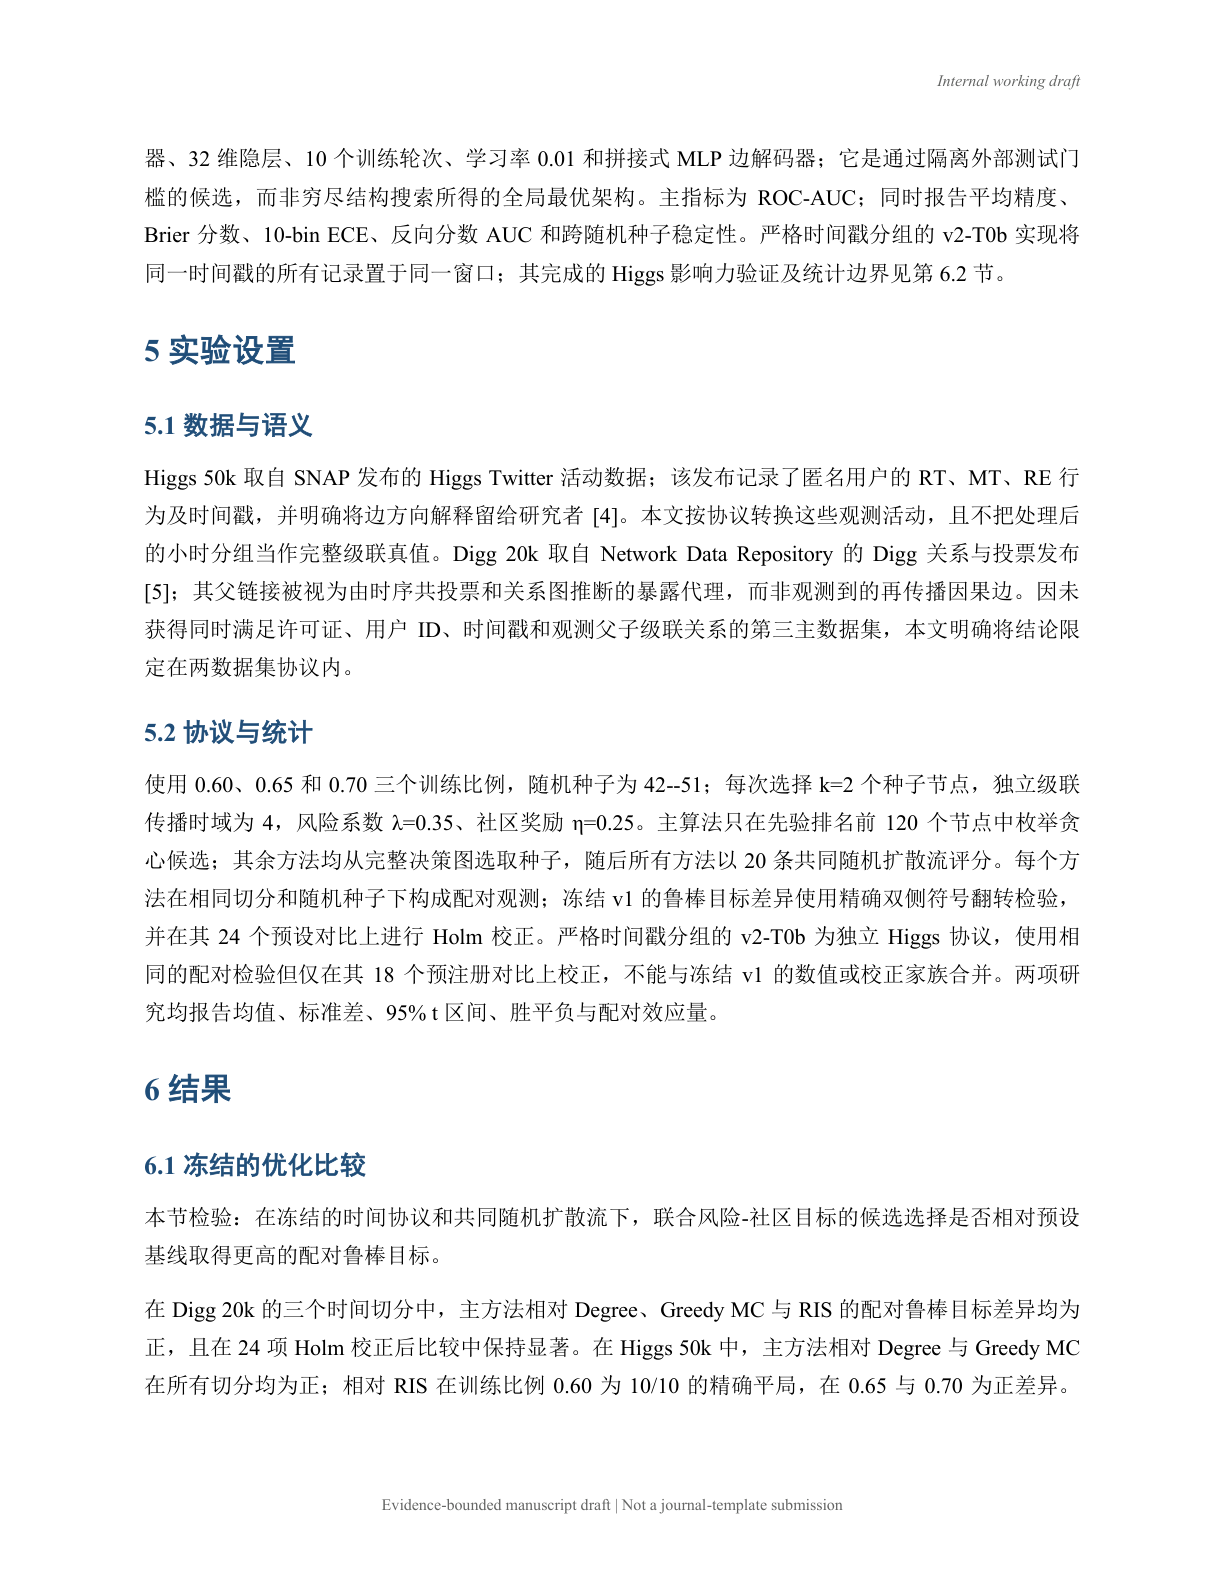 Internal working draft
器、32 维隐层、10 个训练轮次、学习率 0.01 和拼接式 MLP 边解码器；它是通过隔离外部测试门
槛的候选，而非穷尽结构搜索所得的全局最优架构。主指标为 ROC-AUC；同时报告平均精度、
Brier 分数、10-bin ECE、反向分数 AUC 和跨随机种子稳定性。严格时间戳分组的 v2-T0b 实现将
同一时间戳的所有记录置于同一窗口；其完成的 Higgs 影响力验证及统计边界见第 6.2 节。
5 实验设置
5.1 数据与语义
Higgs 50k 取自 SNAP 发布的 Higgs Twitter 活动数据；该发布记录了匿名用户的 RT、MT、RE 行
为及时间戳，并明确将边方向解释留给研究者 [4]。本文按协议转换这些观测活动，且不把处理后
的小时分组当作完整级联真值。Digg 20k 取自 Network Data Repository 的 Digg 关系与投票发布
[5]；其父链接被视为由时序共投票和关系图推断的暴露代理，而非观测到的再传播因果边。因未
获得同时满足许可证、用户 ID、时间戳和观测父子级联关系的第三主数据集，本文明确将结论限
定在两数据集协议内。
5.2 协议与统计
使用 0.60、0.65 和 0.70 三个训练比例，随机种子为 42--51；每次选择 k=2 个种子节点，独立级联
传播时域为 4，风险系数 λ=0.35、社区奖励 η=0.25。主算法只在先验排名前 120 个节点中枚举贪
心候选；其余方法均从完整决策图选取种子，随后所有方法以 20 条共同随机扩散流评分。每个方
法在相同切分和随机种子下构成配对观测；冻结 v1 的鲁棒目标差异使用精确双侧符号翻转检验，
并在其 24 个预设对比上进行 Holm 校正。严格时间戳分组的 v2-T0b 为独立 Higgs 协议，使用相
同的配对检验但仅在其 18 个预注册对比上校正，不能与冻结 v1 的数值或校正家族合并。两项研
究均报告均值、标准差、95% t 区间、胜平负与配对效应量。
6 结果
6.1 冻结的优化比较
本节检验：在冻结的时间协议和共同随机扩散流下，联合风险-社区目标的候选选择是否相对预设
基线取得更高的配对鲁棒目标。
在 Digg 20k 的三个时间切分中，主方法相对 Degree、Greedy MC 与 RIS 的配对鲁棒目标差异均为
正，且在 24 项 Holm 校正后比较中保持显著。在 Higgs 50k 中，主方法相对 Degree 与 Greedy MC
在所有切分均为正；相对 RIS 在训练比例 0.60 为 10/10 的精确平局，在 0.65 与 0.70 为正差异。
Evidence-bounded manuscript draft | Not a journal-template submission